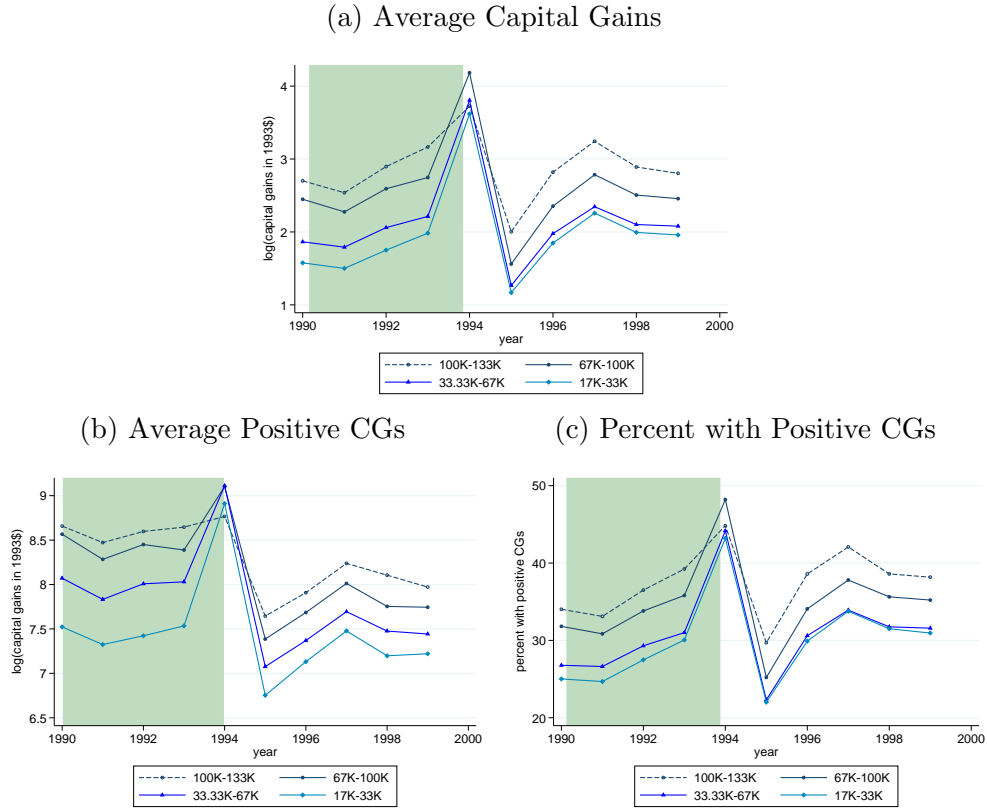 (a) Average Capital Gains
log(capital gains in 1993$)
4
3
2
1
1990 1992 1994 1996 1998 2000
year
100K-133K 67K-100K
33.33K-67K 17K-33K
(b) Average Positive CGs
log(capital gains in 1993$)
9
8.5
8
7.5
7
6.5
1990 1992 1994 1996 1998 2000
year
100K-133K 67K-100K
33.33K-67K 17K-33K
(c) Percent with Positive CGs
percent with positive CGs
50
40
30
20
1990 1992 1994 1996 1998 2000
year
100K-133K 67K-100K
33.33K-67K 17K-33K